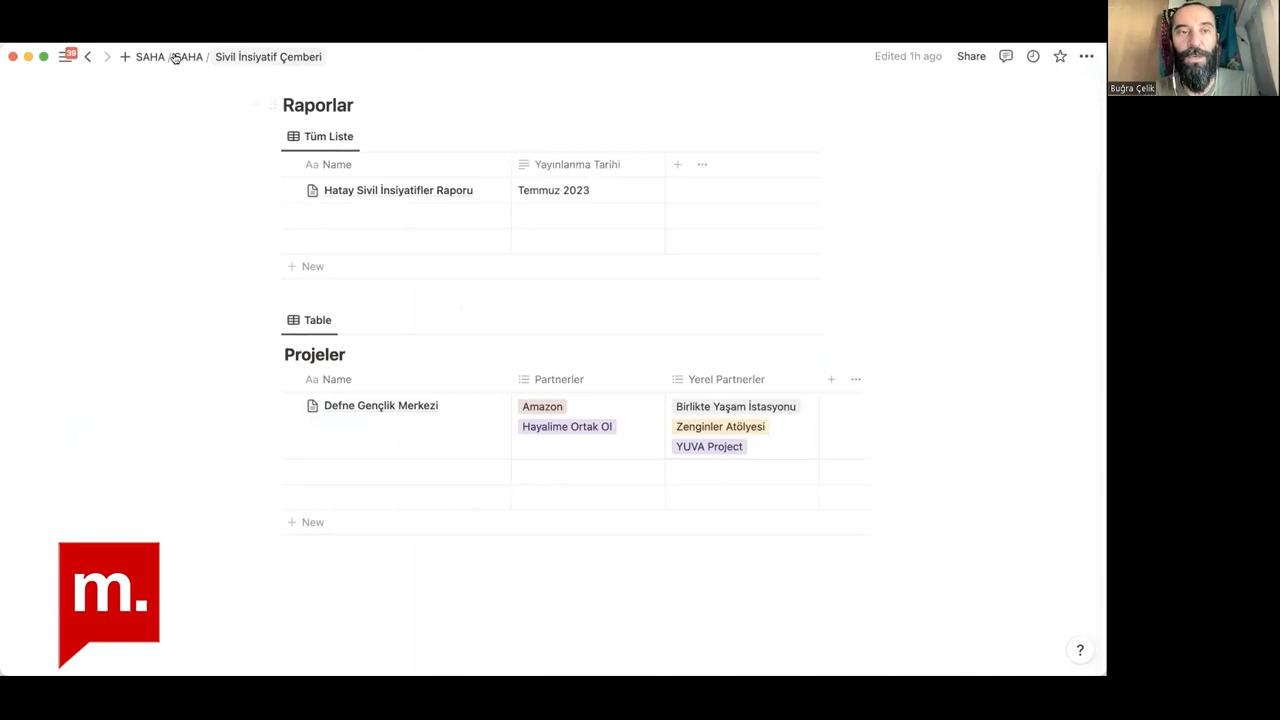 39
SAHA / SAHA / Sivil İnsiyatif Çemberi
Edited 1h ago
Share
Buğra Çelik
Raporlar
Tüm Liste
Aa Name
Yayınlanma Tarihi
Hatay Sivil İnsiyatifler Raporu
Temmuz 2023
+ New
Table
Projeler
Aa Name
Partnerler
Yerel Partnerler
Defne Gençlik Merkezi
Amazon
Hayalime Ortak Ol
Birlikte Yaşam İstasyonu
Zenginler Atölyesi
YUVA Project
+ New
m.
?